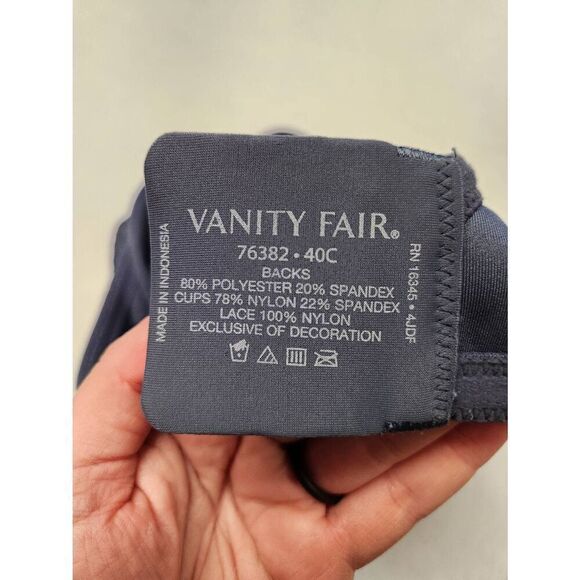 VANITY FAIR®
76382 • 40C
BACKS
80% POLYESTER 20% SPANDEX
CUPS 78% NYLON 22% SPANDEX
LACE 100% NYLON
EXCLUSIVE OF DECORATION
MADE IN INDONESIA
RN 16345 • 4JDF